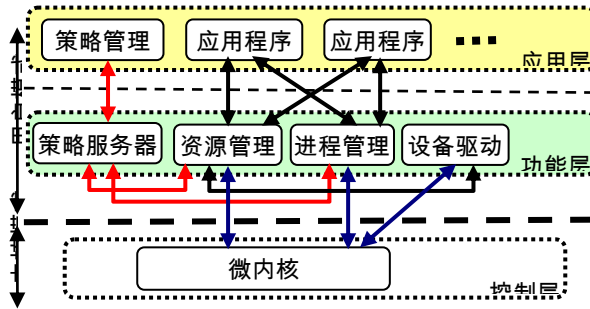 策略管理
应用程序
应用程序
应用层
策略服务器
资源管理
进程管理
设备驱动
功能层
微内核
控制层